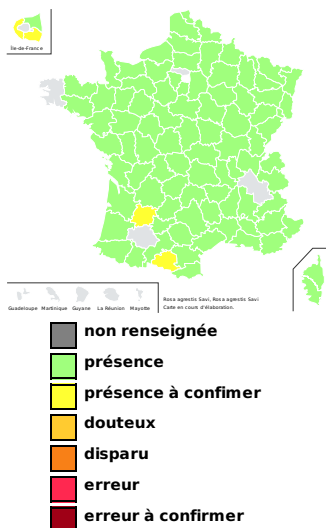 Île-de-France
Guadeloupe Martinique Guyane La Réunion Mayotte
Rosa agrestis Savi, Rosa agrestis Savi
Carte en cours d'élaboration.
non renseignée
présence
présence à confimer
douteux
disparu
erreur
erreur à confirmer